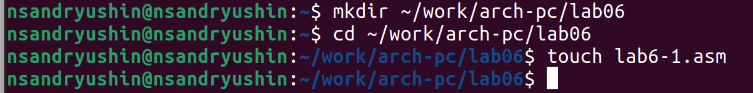 nsandryushin@nsandryushin:~$ mkdir ~/work/arch-pc/lab06
nsandryushin@nsandryushin:~$ cd ~/work/arch-pc/lab06
nsandryushin@nsandryushin:~/work/arch-pc/lab06$ touch lab6-1.asm
nsandryushin@nsandryushin:~/work/arch-pc/lab06$